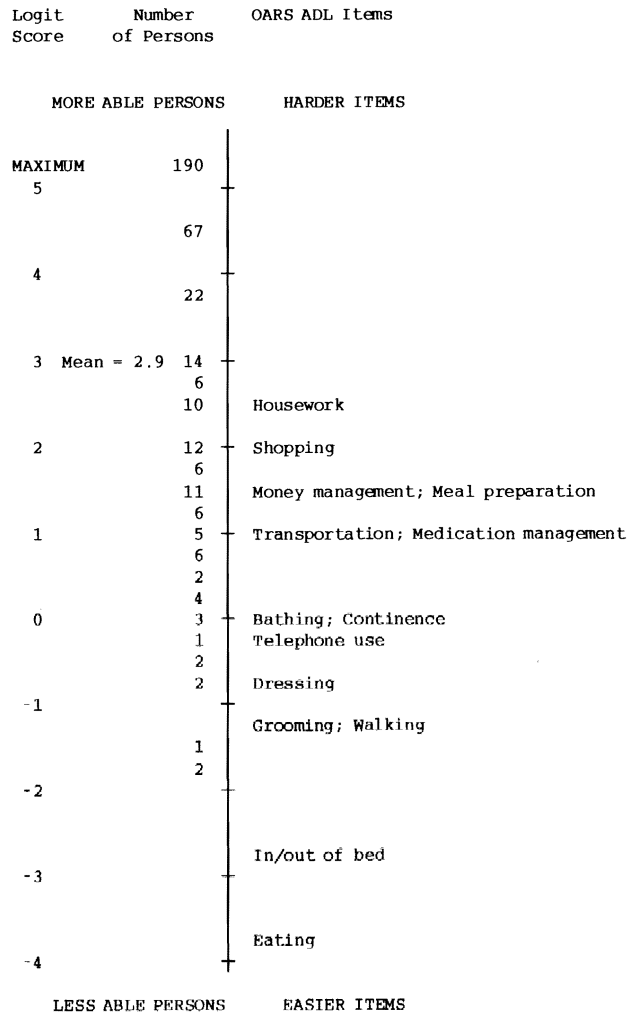 Logit Number OARS ADL Items
Score of Persons
MORE ABLE PERSONS HARDER ITEMS
MAXIMUM 190
5
67
4
22
3 Mean = 2.9 14
6
10 Housework
2 12 Shopping
6
11 Money management; Meal preparation
6
1 5 Transportation; Medication management
6
2
4
0 3 Bathing; Continence
1 Telephone use
2
2 Dressing
-1
Grooming; Walking
1
2
-2
In/out of bed
-3
Eating
-4
LESS ABLE PERSONS EASIER ITEMS